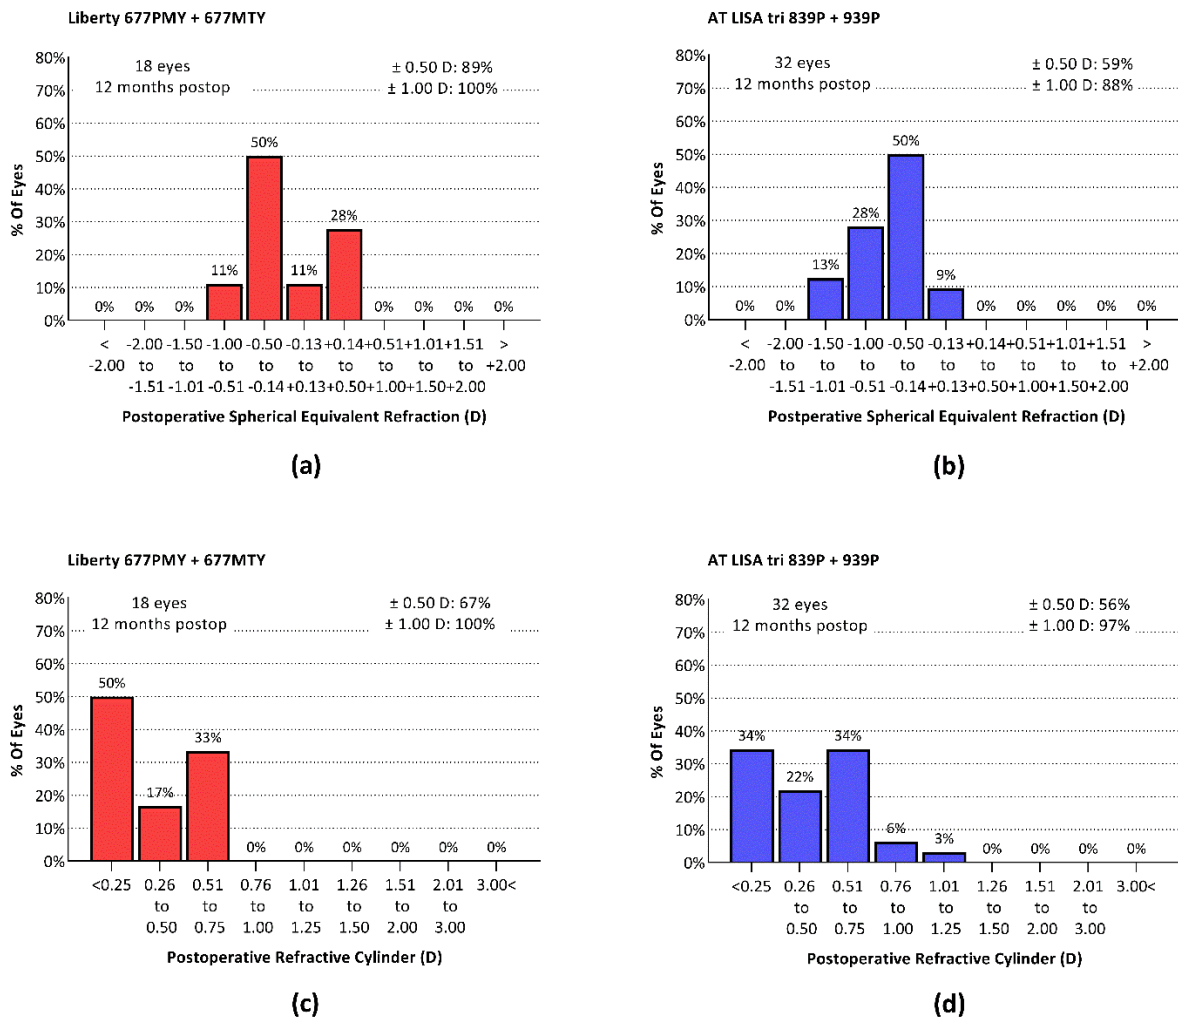 Liberty 677PMY + 677MTY
18 eyes
12 months postop
± 0.50 D: 89%
± 1.00 D: 100%
% Of Eyes
80%
70%
60%
50%
40%
30%
20%
10%
0%
0% 0% 0% 11% 50% 11% 28% 0% 0% 0% 0%
< -2.00 -1.50 -1.00 -0.50 -0.13 +0.14 +0.51 +1.01 +1.51 >
-2.00 to to to to to to to to to +2.00
-1.51 -1.01 -0.51 -0.14 +0.13 +0.50 +1.00 +1.50 +2.00
Postoperative Spherical Equivalent Refraction (D)
(a)
AT LISA tri 839P + 939P
32 eyes
12 months postop
± 0.50 D: 59%
± 1.00 D: 88%
% Of Eyes
80%
70%
60%
50%
40%
30%
20%
10%
0%
0% 0% 13% 28% 50% 9% 0% 0% 0% 0% 0%
< -2.00 -1.50 -1.00 -0.50 -0.13 +0.14 +0.51 +1.01 +1.51 >
-2.00 to to to to to to to to to +2.00
-1.51 -1.01 -0.51 -0.14 +0.13 +0.50 +1.00 +1.50 +2.00
Postperative Spherical Equivalent Refraction (D)
(b)
Liberty 677PMY + 677MTY
18 eyes
12 months postop
± 0.50 D: 67%
± 1.00 D: 100%
% Of Eyes
80%
70%
60%
50%
40%
30%
20%
10%
0%
50% 17% 33% 0% 0% 0% 0% 0% 0%
<0.25 0.26 0.51 0.76 1.01 1.26 1.51 2.01 3.00<
to to to to to to to
0.50 0.75 1.00 1.25 1.50 2.00 3.00
Postoperative Refractive Cylinder (D)
(c)
AT LISA tri 839P + 939P
32 eyes
12 months postop
± 0.50 D: 56%
± 1.00 D: 97%
% Of Eyes
80%
70%
60%
50%
40%
30%
20%
10%
0%
34% 22% 34% 6% 3% 0% 0% 0% 0%
<0.25 0.26 0.51 0.76 1.01 1.26 1.51 2.01 3.00<
to to to to to to to
0.50 0.75 1.00 1.25 1.50 2.00 3.00
Postoperative Refractive Cylinder (D)
(d)